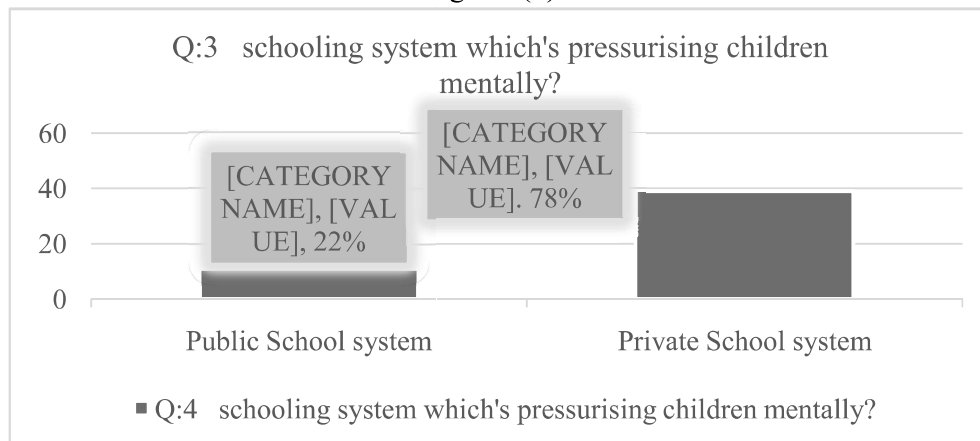 Q:3 schooling system which's pressurising children
mentally?
60
40
20
0
[CATEGORY
NAME], [VAL
UE], 22%
[CATEGORY
NAME], [VAL
UE]. 78%
Public School system
Private School system
Q:4 schooling system which's pressurising children mentally?